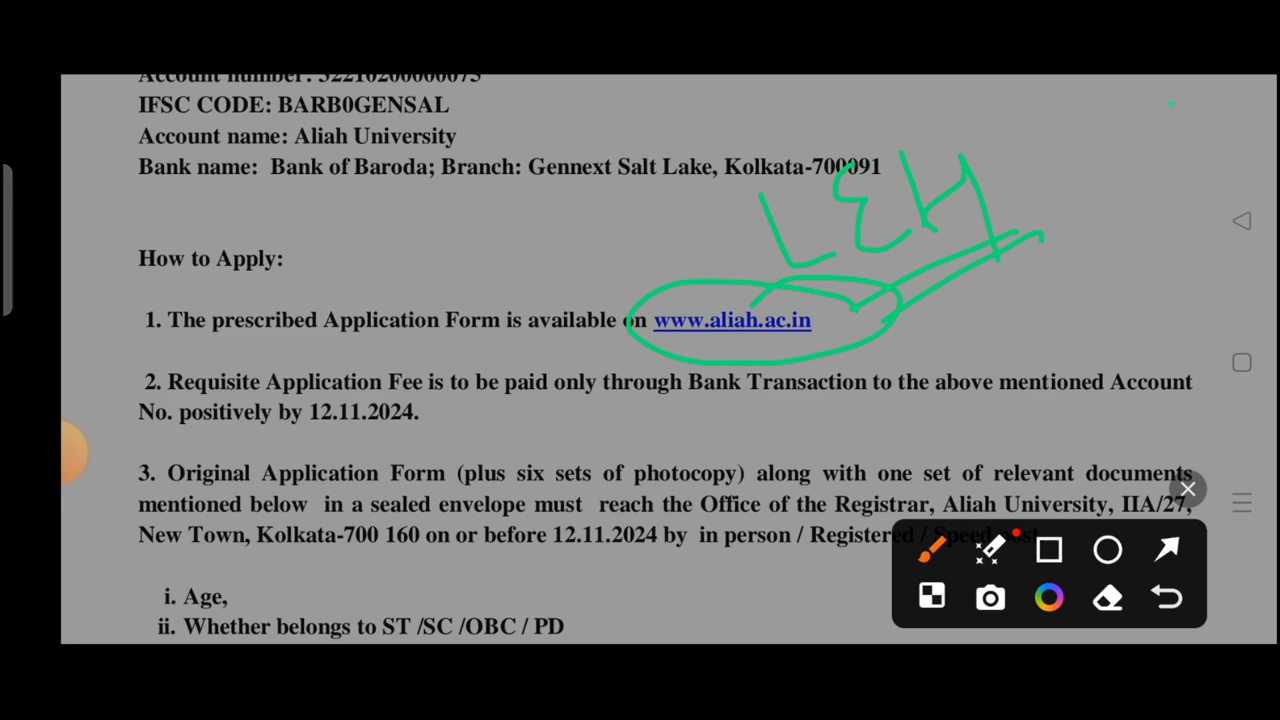 Account number: 32210200000075
IFSC CODE: BARB0GENSAL
Account name: Aliah University
Bank name: Bank of Baroda; Branch: Gennext Salt Lake, Kolkata-700091
How to Apply:
1. The prescribed Application Form is available on www.aliah.ac.in
2. Requisite Application Fee is to be paid only through Bank Transaction to the above mentioned Account
No. positively by 12.11.2024.
3. Original Application Form (plus six sets of photocopy) along with one set of relevant documents
mentioned below in a sealed envelope must reach the Office of the Registrar, Aliah University, IIA/27,
New Town, Kolkata-700 160 on or before 12.11.2024 by in person / Registered / Speed post
i. Age,
ii. Whether belongs to ST /SC /OBC / PD